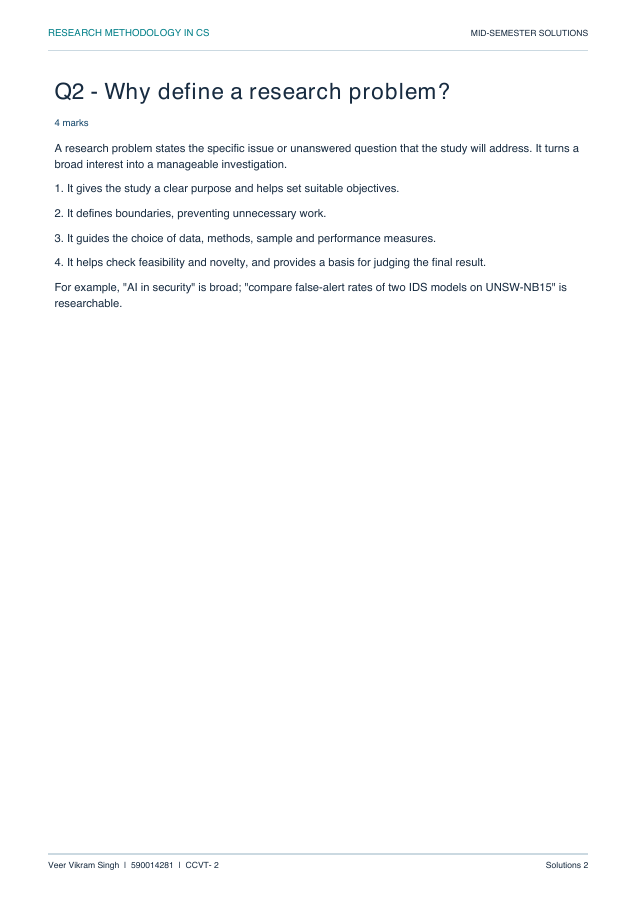 RESEARCH METHODOLOGY IN CS
MID-SEMESTER SOLUTIONS
Q2 - Why define a research problem?
4 marks
A research problem states the specific issue or unanswered question that the study will address. It turns a
broad interest into a manageable investigation.
1. It gives the study a clear purpose and helps set suitable objectives.
2. It defines boundaries, preventing unnecessary work.
3. It guides the choice of data, methods, sample and performance measures.
4. It helps check feasibility and novelty, and provides a basis for judging the final result.
For example, "AI in security" is broad; "compare false-alert rates of two IDS models on UNSW-NB15" is
researchable.
Veer Vikram Singh | 590014281 | CCVT- 2
Solutions 2